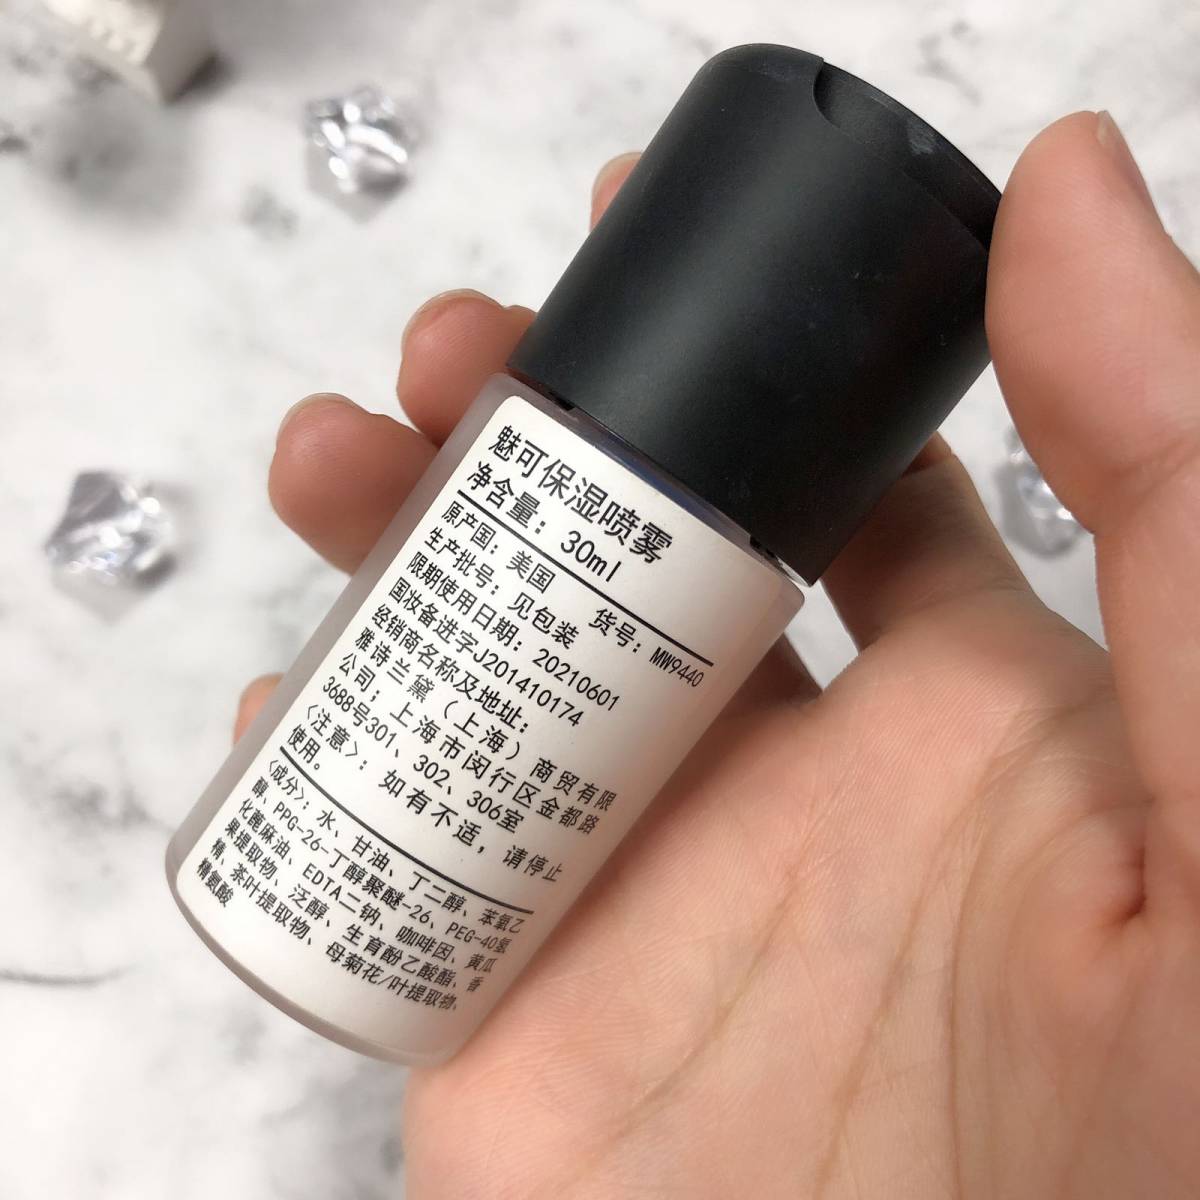 魅可保湿喷雾
净含量：30ml
原产国：美国 货号：MW9440
生产批号：见包装
限期使用日期：20210601
国妆备进字J201410174
经销商名称及地址：
雅诗兰黛（上海）商贸有限
公司；上海市闵行区金都路
3688号301、302、306室
〈注意〉：如有不适，请停止
使用。
〈成分〉：水、甘油、丁二醇、苯氧乙
醇、PPG-26-丁醇聚醚-26、PEG-40氢
化蓖麻油、EDTA二钠、咖啡因、黄瓜
果提取物、泛醇、生育酚乙酸酯、香
精、茶叶提取物、母菊花/叶提取物、
精氨酸